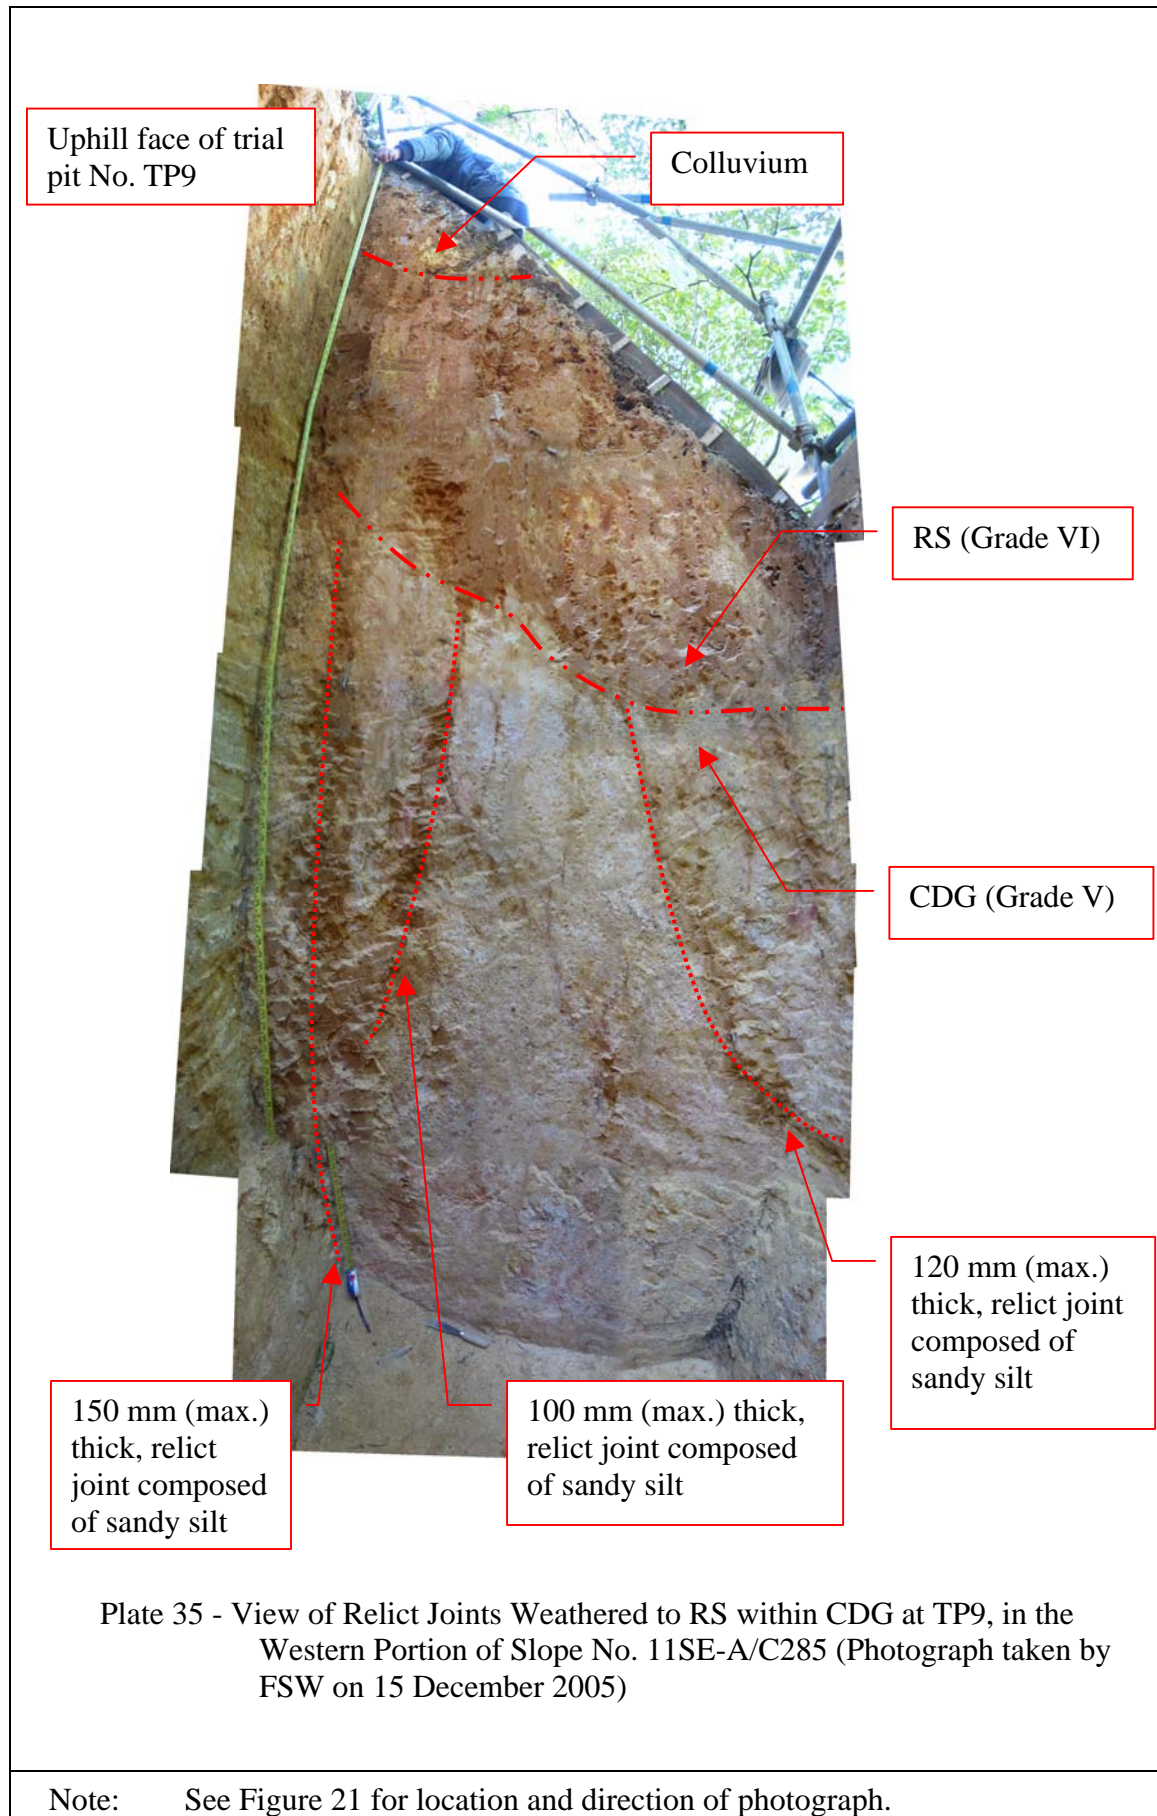 Uphill face of trial
pit No. TP9
Colluvium
RS (Grade VI)
CDG (Grade V)
120 mm (max.)
thick, relict joint
composed of
sandy silt
150 mm (max.)
thick, relict
joint composed
of sandy silt
100 mm (max.) thick,
relict joint composed
of sandy silt
Plate 35 - View of Relict Joints Weathered to RS within CDG at TP9, in the
Western Portion of Slope No. 11SE-A/C285 (Photograph taken by
FSW on 15 December 2005)
Note: See Figure 21 for location and direction of photograph.